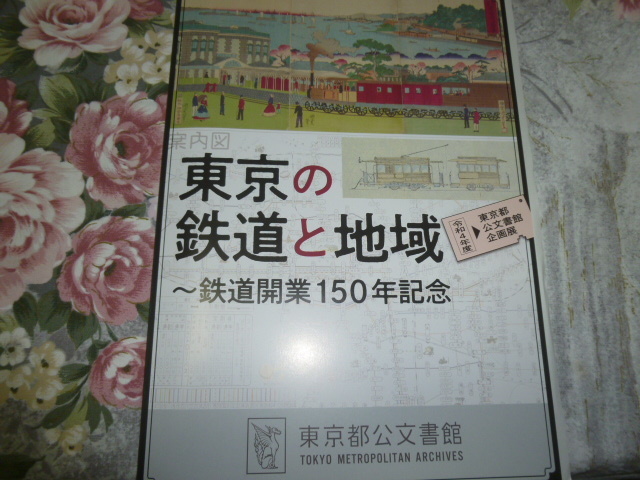 案内図
東京の
鉄道と地域
令和4年度
東京都
公文書館
企画展
～鉄道開業150年記念
東京都公文書館
TOKYO METROPOLITAN ARCHIVES